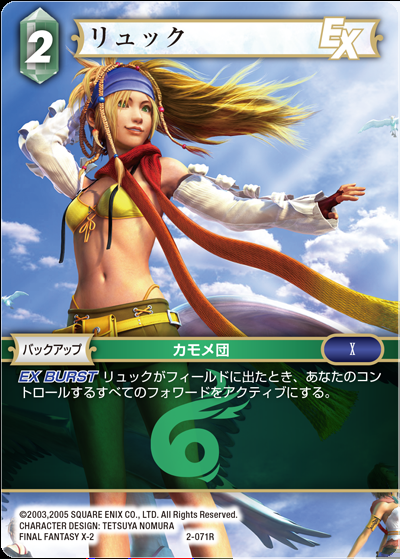 2
リュック
EX
バックアップ
カモメ団
X
EX BURST リュックがフィールドに出たとき、あなたのコント
ロールするすべてのフォワードをアクティブにする。
©2003,2005 SQUARE ENIX CO., LTD. All Rights Reserved.
CHARACTER DESIGN: TETSUYA NOMURA
FINAL FANTASY X-2
2-071R